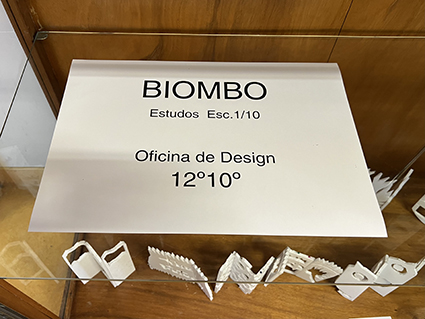 BIOMBO
Estudos Esc.1/10
Oficina de Design
12º10º